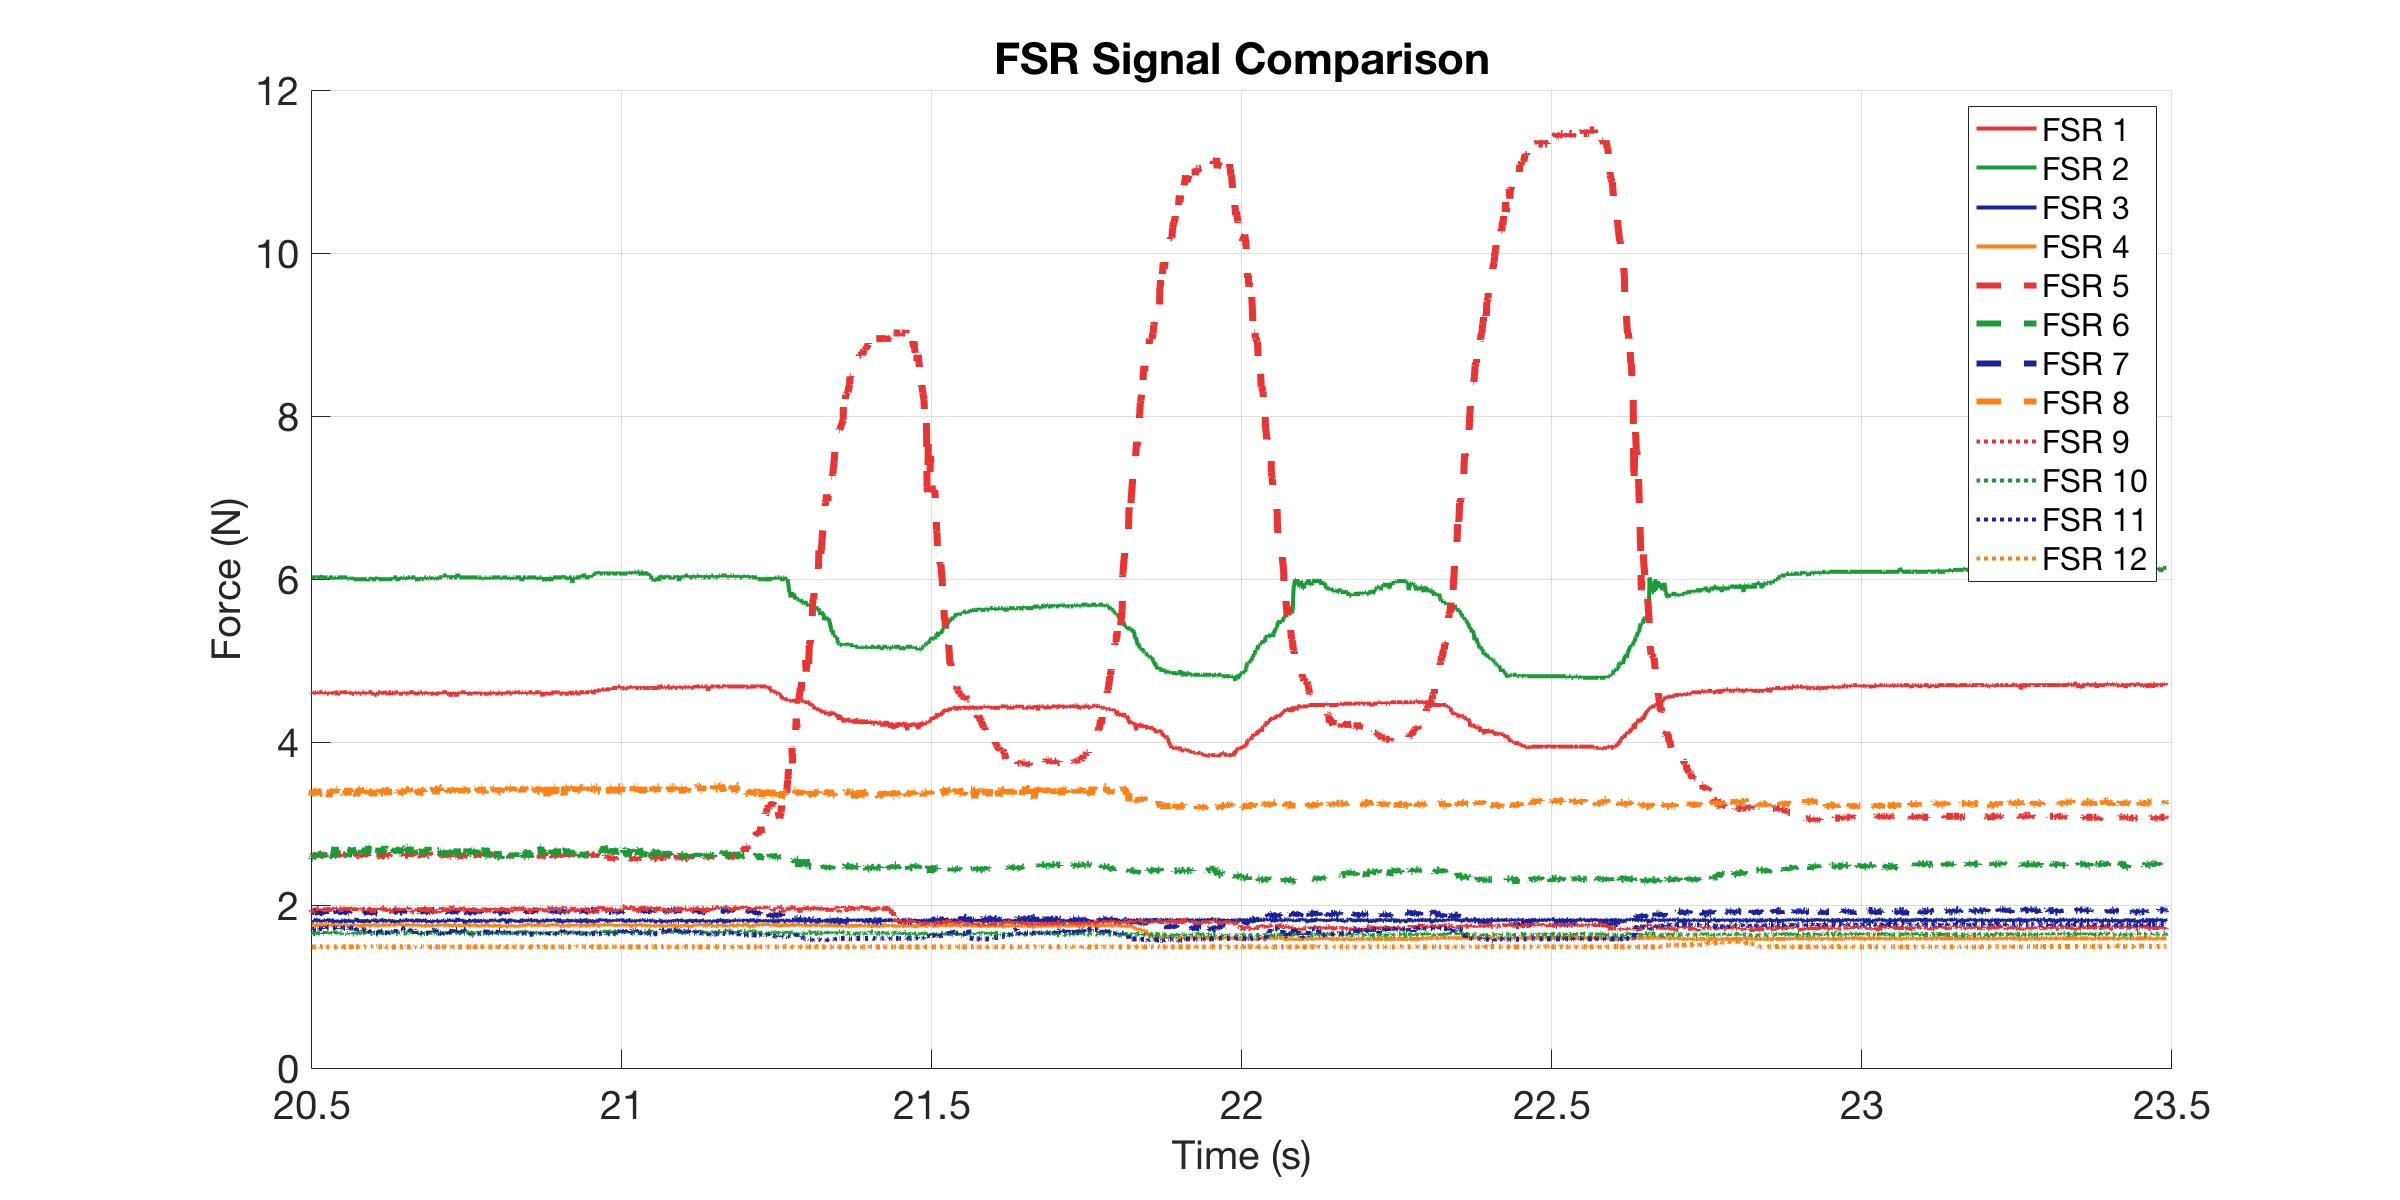 FSR Signal Comparison
12
10
8
6
4
2
0
Force (N)
FSR 1
FSR 2
FSR 3
FSR 4
FSR 5
FSR 6
FSR 7
FSR 8
FSR 9
FSR 10
FSR 11
FSR 12
20.5 21 21.5 22 22.5 23 23.5
Time (s)